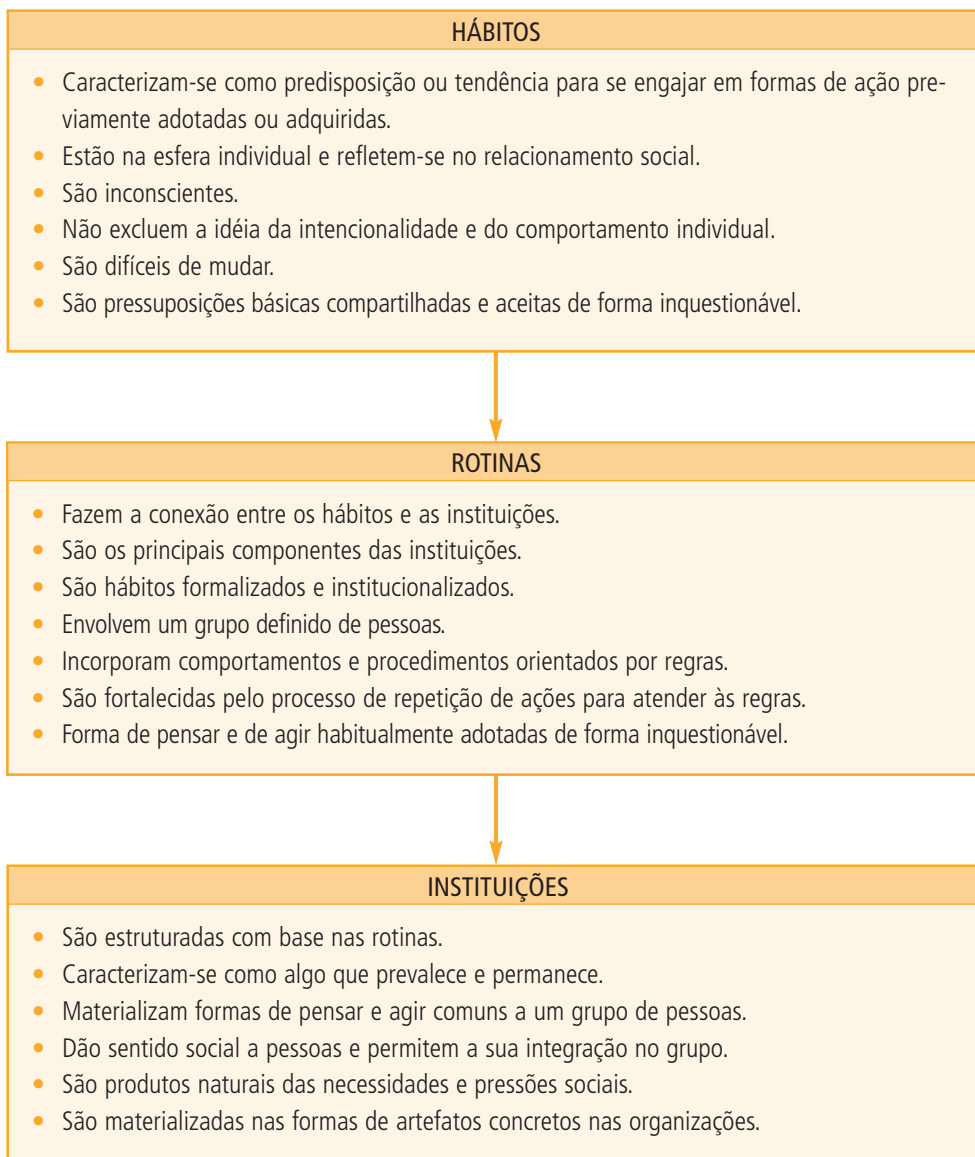 HÁBITOS
• Caracterizam-se como predisposição ou tendência para se engajar em formas de ação pre-
viamente adotadas ou adquiridas.
• Estão na esfera individual e refletem-se no relacionamento social.
• São inconscientes.
• Não excluem a idéia da intencionalidade e do comportamento individual.
• São difíceis de mudar.
• São pressuposições básicas compartilhadas e aceitas de forma inquestionável.
ROTINAS
• Fazem a conexão entre os hábitos e as instituições.
• São os principais componentes das instituições.
• São hábitos formalizados e institucionalizados.
• Envolvem um grupo definido de pessoas.
• Incorporam comportamentos e procedimentos orientados por regras.
• São fortalecidas pelo processo de repetição de ações para atender às regras.
• Forma de pensar e de agir habitualmente adotadas de forma inquestionável.
INSTITUIÇÕES
• São estruturadas com base nas rotinas.
• Caracterizam-se como algo que prevalece e permanece.
• Materializam formas de pensar e agir comuns a um grupo de pessoas.
• Dão sentido social a pessoas e permitem a sua integração no grupo.
• São produtos naturais das necessidades e pressões sociais.
• São materializadas nas formas de artefatos concretos nas organizações.